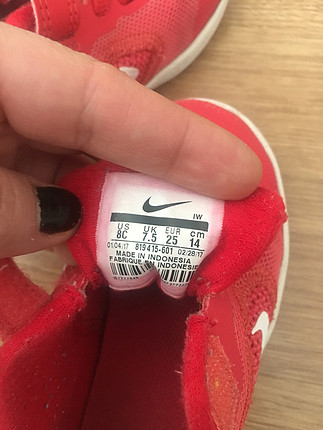 IW
US UK EUR cm
8C 7.5 25 14
01/04/17 819415-601 02/28/17
MADE IN INDONESIA
FABRIQUE EN INDONESIE